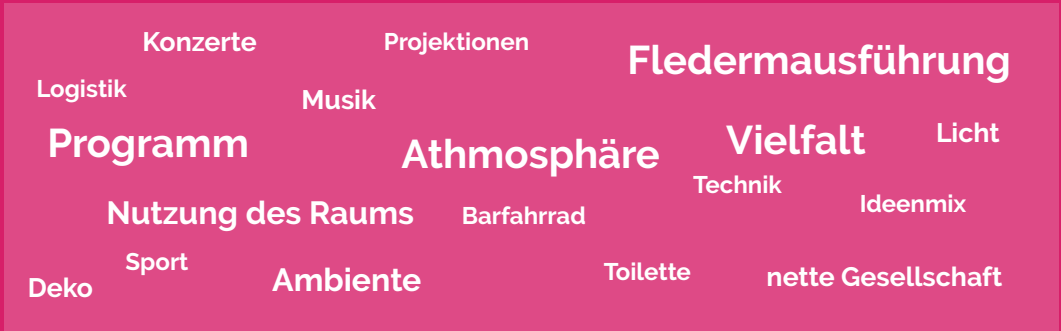 Konzerte
Projektionen
Fledermausführung
Logistik
Musik
Programm
Athmosphäre
Vielfalt
Licht
Technik
Nutzung des Raums
Barfahrrad
Ideenmix
Sport
Deko
Ambiente
Toilette
nette Gesellschaft